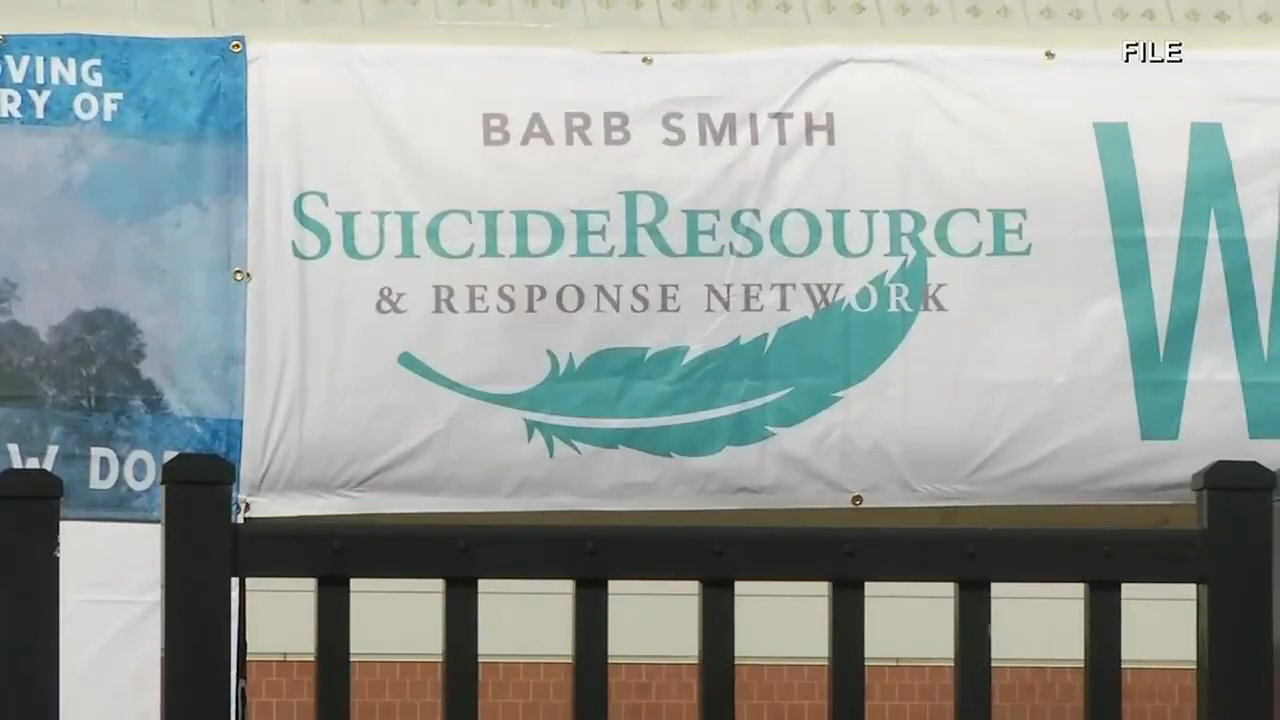 FILE
OVING
RY OF
BARB SMITH
SUICIDERESOURCE
& RESPONSE NETWORK
W
W DO